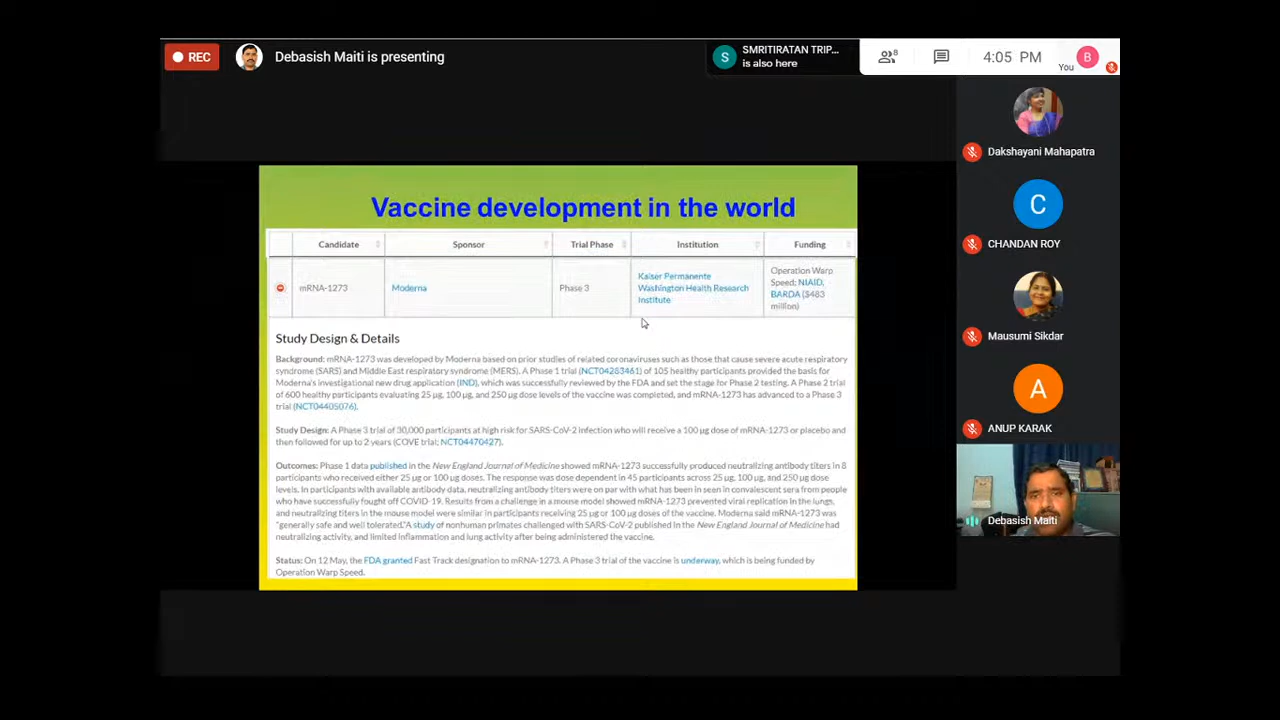 REC
Debasish Maiti is presenting
SMRITIRATAN TRIP...
is also here
8
4:05 PM
You
B
Dakshayani Mahapatra
C
CHANDAN ROY
Mausumi Sikdar
A
ANUP KARAK
Debasish Maiti
Vaccine development in the world
Candidate Sponsor Trial Phase Institution Funding
mRNA-1273 Moderna Phase 3
Kaiser Permanente
Washington Health Research
Institute
Operation Warp
Speed; NIAID,
BARDA ($483
million)
Study Design & Details
Background: mRNA-1273 was developed by Moderna based on prior studies of related coronaviruses such as those that cause severe acute respiratory
syndrome (SARS) and Middle East respiratory syndrome (MERS). A Phase 1 trial (NCT04283461) of 105 healthy participants provided the basis for
Moderna's investigational new drug application (IND), which was successfully reviewed by the FDA and set the stage for Phase 2 testing. A Phase 2 trial
of 600 healthy participants evaluating 25 µg, 100 µg, and 250 µg dose levels of the vaccine was completed, and mRNA-1273 has advanced to a Phase 3
trial (NCT04405076).
Study Design: A Phase 3 trial of 30,000 participants at high risk for SARS-CoV-2 infection who will receive a 100 µg dose of mRNA-1273 or placebo and
then followed for up to 2 years (COVE trial; NCT04470427).
Outcomes: Phase 1 data published in the New England Journal of Medicine showed mRNA-1273 successfully produced neutralizing antibody titers in 8
participants who received either 25 µg or 100 µg doses. The response was dose dependent in 45 participants across 25 µg, 100 µg, and 250 µg dose
levels. In participants with available antibody data, neutralizing antibody titers were on par with what has been in seen in convalescent sera from people
who have successfully fought off COVID-19. Results from a challenge in a mouse model showed mRNA-1273 prevented viral replication in the lungs,
and neutralizing titers in the mouse model were similar in participants receiving 25 µg or 100 µg doses of the vaccine. Moderna said mRNA-1273 was
"generally safe and well tolerated."A study of nonhuman primates challenged with SARS-CoV-2 published in the New England Journal of Medicine had
neutralizing activity, and limited inflammation and lung activity after being administered the vaccine.
Status: On 12 May, the FDA granted Fast Track designation to mRNA-1273. A Phase 3 trial of the vaccine is underway, which is being funded by
Operation Warp Speed.